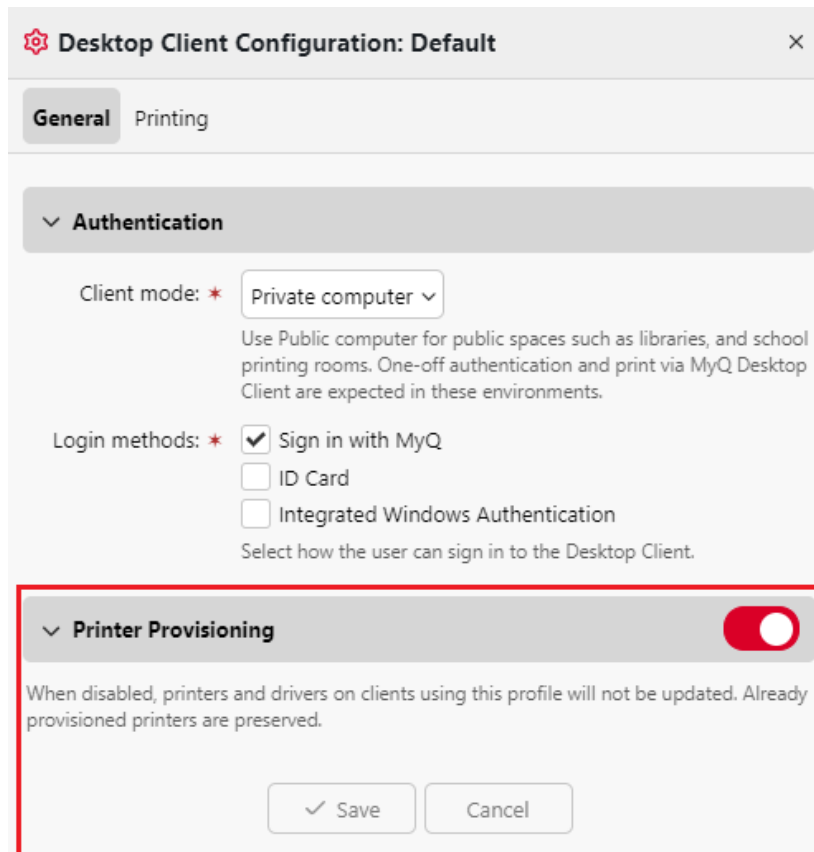 Desktop Client Configuration: Default
General Printing
Authentication
Client mode: * Private computer
Use Public computer for public spaces such as libraries, and school
printing rooms. One-off authentication and print via MyQ Desktop
Client are expected in these environments.
Login methods: * Sign in with MyQ
ID Card
Integrated Windows Authentication
Select how the user can sign in to the Desktop Client.
Printer Provisioning
When disabled, printers and drivers on clients using this profile will not be updated. Already
provisioned printers are preserved.
Save Cancel